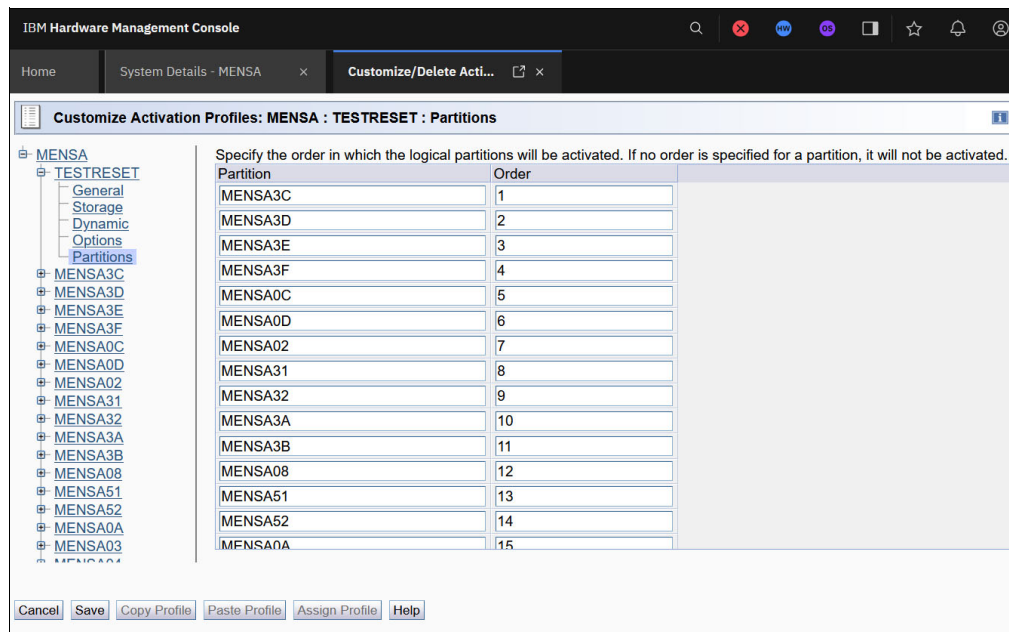 IBM Hardware Management Console
HW
OS
Home
System Details - MENSA ×
Customize/Delete Acti... ×
Customize Activation Profiles: MENSA : TESTRESET : Partitions
i
MENSA
TESTRESET
General
Storage
Dynamic
Options
Partitions
MENSA3C
MENSA3D
MENSA3E
MENSA3F
MENSA0C
MENSA0D
MENSA02
MENSA31
MENSA32
MENSA3A
MENSA3B
MENSA08
MENSA51
MENSA52
MENSA0A
MENSA03
Specify the order in which the logical partitions will be activated. If no order is specified for a partition, it will not be activated.
Partition Order
MENSA3C 1
MENSA3D 2
MENSA3E 3
MENSA3F 4
MENSA0C 5
MENSA0D 6
MENSA02 7
MENSA31 8
MENSA32 9
MENSA3A 10
MENSA3B 11
MENSA08 12
MENSA51 13
MENSA52 14
MENSA0A 15
Cancel Save Copy Profile Paste Profile Assign Profile Help